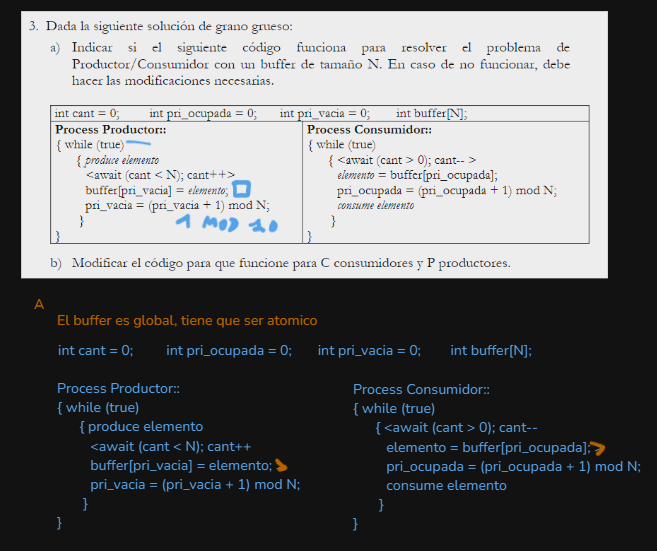 3. Dada la siguiente solución de grano grueso:
a) Indicar si el siguiente código funciona para resolver el problema de
Productor/Consumidor con un buffer de tamaño N. En caso de no funcionar, debe
hacer las modificaciones necesarias.
int cant = 0; int pri_ocupada = 0; int pri_vacia = 0; int buffer[N];
Process Productor::
{ while (true)
{ produce elemento
<await (cant < N); cant++>
buffer[pri_vacia] = elemento;
pri_vacia = (pri_vacia + 1) mod N;
}
}
1 MOD 10
Process Consumidor::
{ while (true)
{ <await (cant > 0); cant-- >
elemento = buffer[pri_ocupada];
pri_ocupada = (pri_ocupada + 1) mod N;
consume elemento
}
}
b) Modificar el código para que funcione para C consumidores y P productores.
A
El buffer es global, tiene que ser atomico
int cant = 0; int pri_ocupada = 0; int pri_vacia = 0; int buffer[N];
Process Productor::
{ while (true)
{ produce elemento
<await (cant < N); cant++
buffer[pri_vacia] = elemento;>
pri_vacia = (pri_vacia + 1) mod N;
}
}
Process Consumidor::
{ while (true)
{ <await (cant > 0); cant--
elemento = buffer[pri_ocupada];>
pri_ocupada = (pri_ocupada + 1) mod N;
consume elemento
}
}